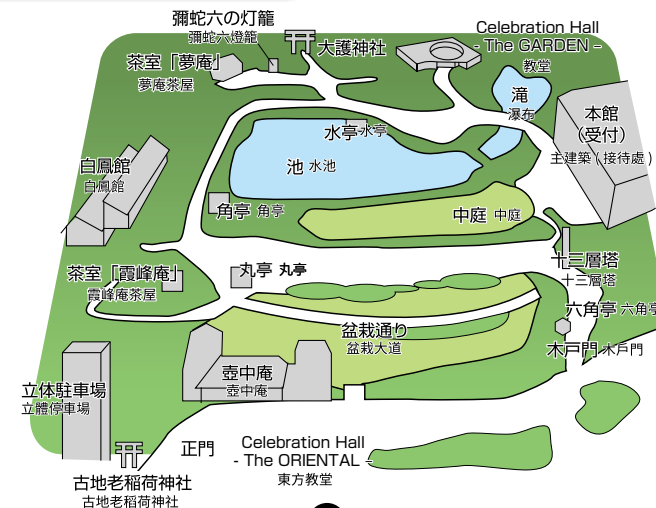 彌蛇六の灯籠
彌蛇六燈籠
大護神社
Celebration Hall
- The GARDEN -
教堂
茶室「夢庵」
夢庵茶屋
滝
瀑布
本館
（受付）
主建築（接待處）
水亭 水亭
池 水池
白鳳館
白鳳館
角亭 角亭
中庭 中庭
十三層塔
十三層塔
茶室「霞峰庵」
霞峰庵茶屋
丸亭 丸亭
六角亭 六角亭
盆栽通り
盆栽大道
木戸門 木戸門
壺中庵
壺中庵
立体駐車場
立體停車場
正門
Celebration Hall
- The ORIENTAL -
東方教堂
古地老稲荷神社
古地老稻荷神社